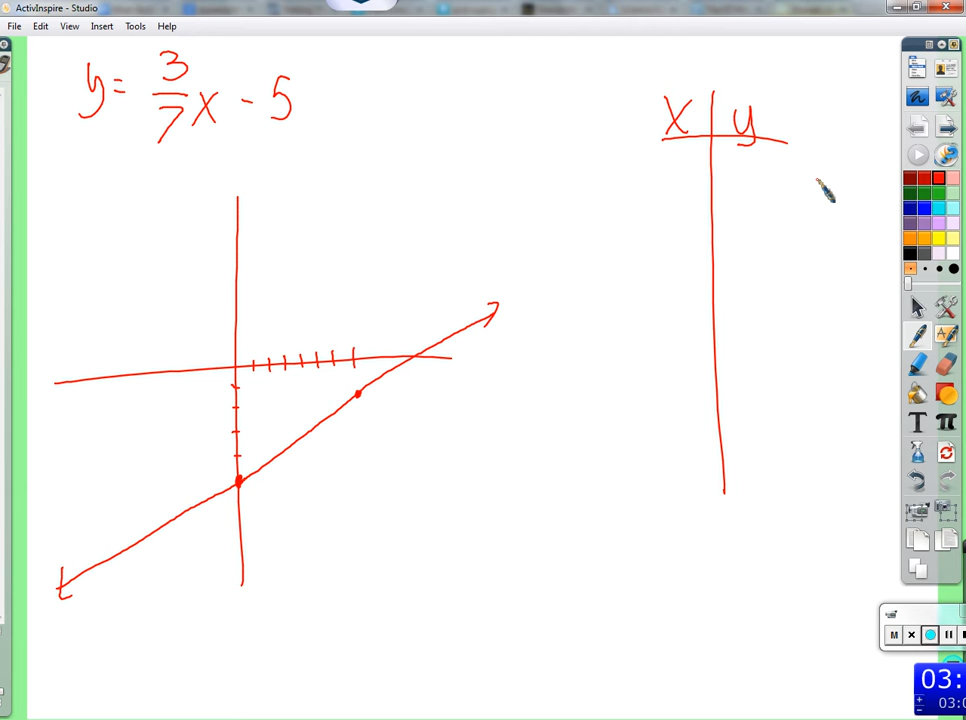 ActivInspire - Studio
File Edit View Insert Tools Help
y = 3/7 x - 5
x y
T π
M
03:
03:0